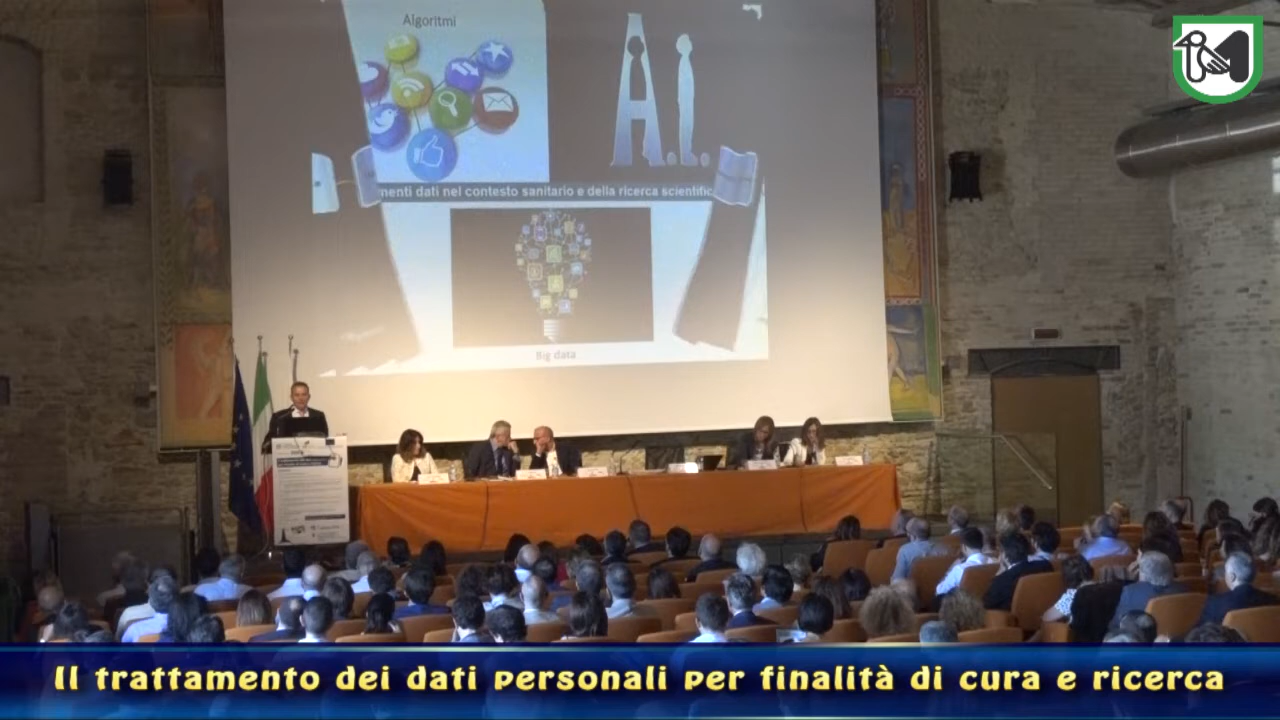 Algoritmi
A.i.
menti dati nel contesto sanitario e della ricerca scientific
Big data
Il trattamento dei dati personali per finalità di cura e ricerca